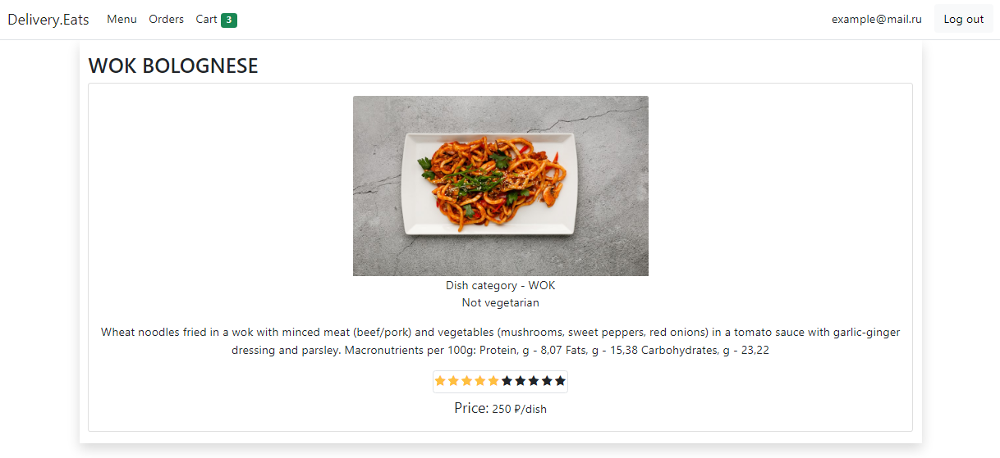 Delivery.Eats Menu Orders Cart 3 example@mail.ru Log out
WOK BOLOGNESE
Dish category - WOK
Not vegetarian
Wheat noodles fried in a wok with minced meat (beef/pork) and vegetables (mushrooms, sweet peppers, red onions) in a tomato sauce with garlic-ginger
dressing and parsley. Macronutrients per 100g: Protein, g - 8,07 Fats, g - 15,38 Carbohydrates, g - 23,22
Price: 250 ₽/dish